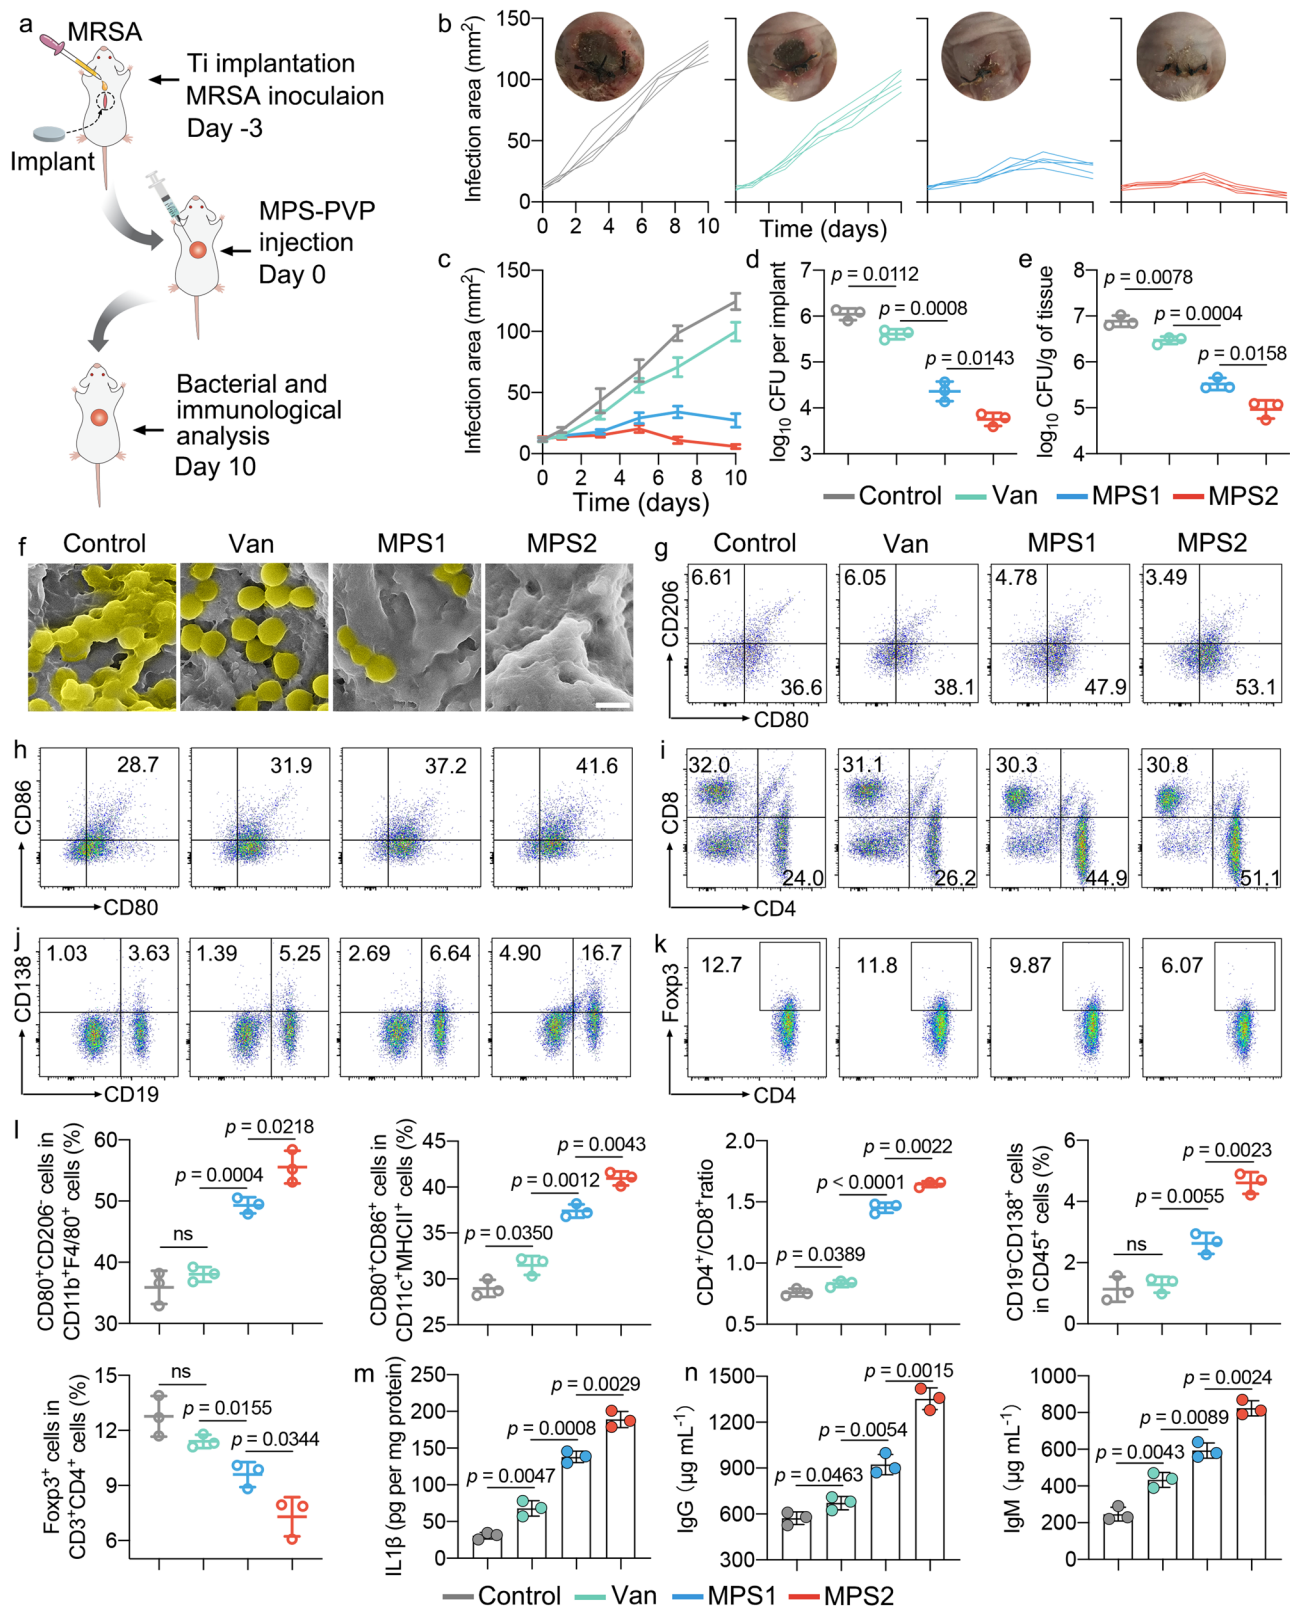 a
MRSA
Ti implantation
MRSA inoculaion
Day -3
Implant
MPS-PVP
injection
Day 0
Bacterial and
immunological
analysis
Day 10
b
Infection area (mm2)
150
100
50
0
0 2 4 6 8 10
Time (days)
c
Infection area (mm2)
150
100
50
0
0 2 4 6 8 10
Time (days)
d
log10 CFU per implant
7
6
5
4
3
p = 0.0112
p = 0.0008
p = 0.0143
e
log10 CFU/g of tissue
8
7
6
5
4
p = 0.0078
p = 0.0004
p = 0.0158
Control Van MPS1 MPS2
f
Control Van MPS1 MPS2
g
Control Van MPS1 MPS2
CD206
6.61 6.05 4.78 3.49
36.6 38.1 47.9 53.1
CD80
h
CD86
28.7 31.9 37.2 41.6
CD80
i
CD8
32.0 31.1 30.3 30.8
24.0 26.2 44.9 51.1
CD4
j
CD138
1.03 3.63 1.39 5.25 2.69 6.64 4.90 16.7
CD19
k
Foxp3
12.7 11.8 9.87 6.07
CD4
l
CD80+CD206- cells in
CD11b+F4/80+ cells (%)
60
50
40
30
ns
p = 0.0004
p = 0.0218
CD80+CD86+ cells in
CD11c+MHCII+ cells (%)
45
40
35
30
25
p = 0.0350
p = 0.0012
p = 0.0043
CD4+/CD8+ratio
2.0
1.5
1.0
0.5
p = 0.0389
p < 0.0001
p = 0.0022
CD19-CD138+ cells
in CD45+ cells (%)
6
4
2
0
ns
p = 0.0055
p = 0.0023
Foxp3+ cells in
CD3+CD4+ cells (%)
15
12
9
6
ns
p = 0.0155
p = 0.0344
m
IL1β (pg per mg protein)
250
200
150
100
50
0
p = 0.0047
p = 0.0008
p = 0.0029
n
IgG (μg mL-1)
1500
1200
900
600
300
p = 0.0463
p = 0.0054
p = 0.0015
IgM (μg mL-1)
1000
800
600
400
200
0
p = 0.0043
p = 0.0089
p = 0.0024
Control Van MPS1 MPS2